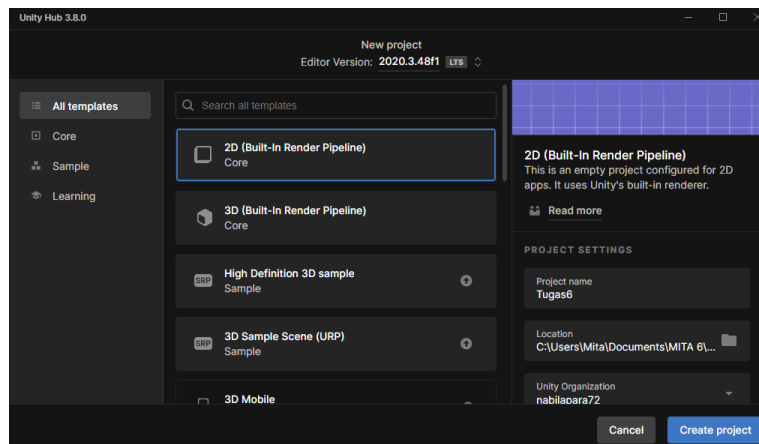 Unity Hub 3.8.0
New project
Editor Version: 2020.3.48f1 LTS
All templates
Core
Sample
Learning
Search all templates
2D (Built-In Render Pipeline)
Core
3D (Built-In Render Pipeline)
Core
SRP
High Definition 3D sample
Sample
SRP
3D Sample Scene (URP)
Sample
3D Mobile
2D (Built-In Render Pipeline)
This is an empty project configured for 2D
apps. It uses Unity's built-in renderer.
Read more
PROJECT SETTINGS
Project name
Tugas6
Location
C:\Users\Mita\Documents\MITA 6\...
Unity Organization
nabilapara72
Cancel
Create project